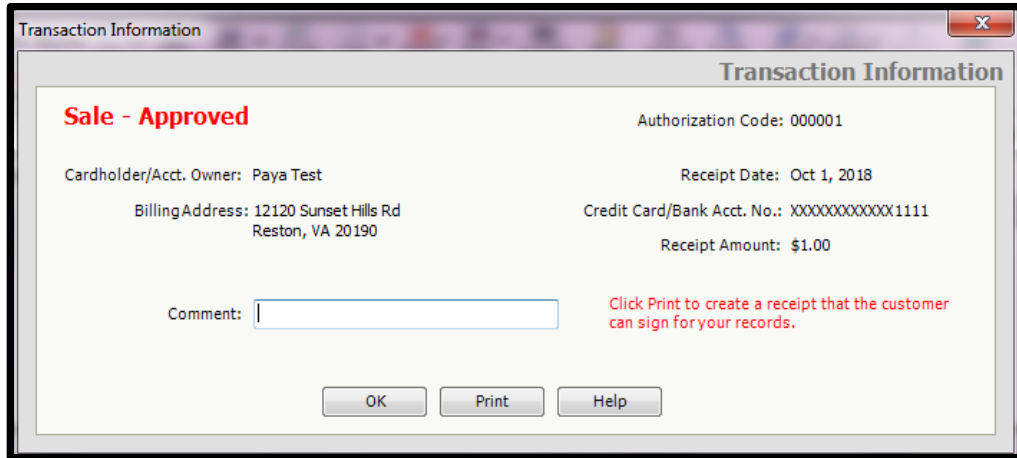 Transaction Information
Transaction Information
Sale - Approved
Authorization Code: 000001
Cardholder/Acct. Owner: Paya Test
Receipt Date: Oct 1, 2018
Billing Address: 12120 Sunset Hills Rd
Reston, VA 20190
Credit Card/Bank Acct. No.: XXXXXXXXXXXX1111
Receipt Amount: $1.00
Comment:
Click Print to create a receipt that the customer
can sign for your records.
OK Print Help